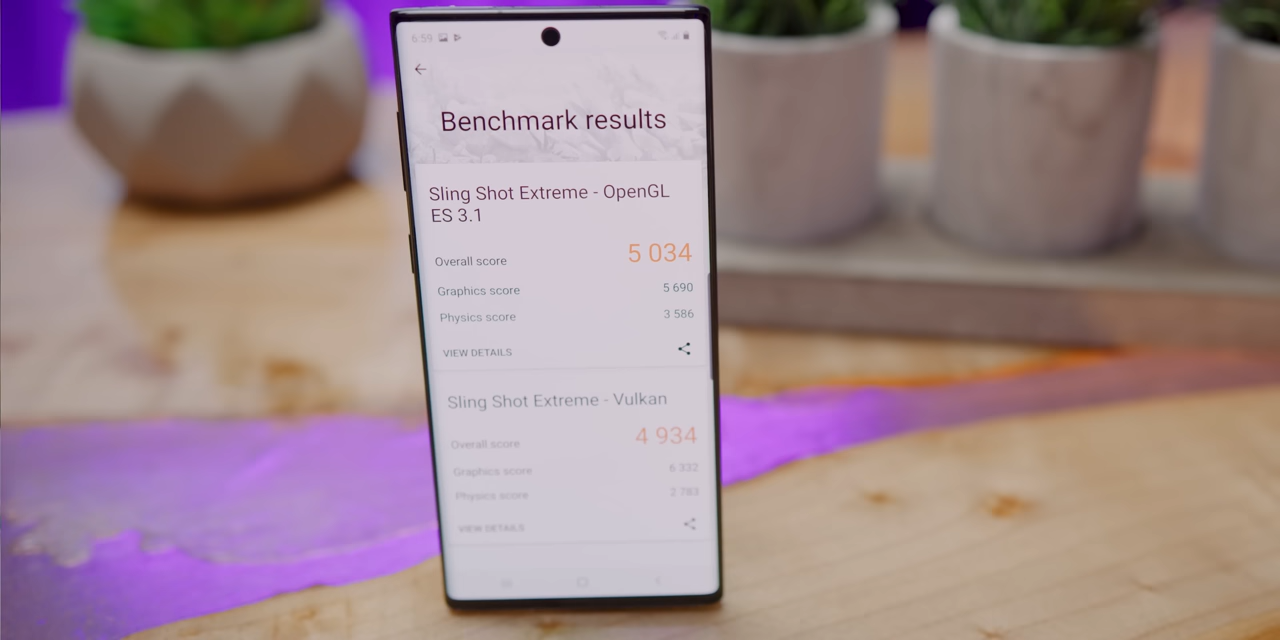 6:59
Benchmark results
Sling Shot Extreme - OpenGL
ES 3.1
Overall score 5 034
Graphics score 5 690
Physics score 3 586
VIEW DETAILS
Sling Shot Extreme - Vulkan
Overall score 4 934
Graphics score 6 332
Physics score 2 783
VIEW DETAILS